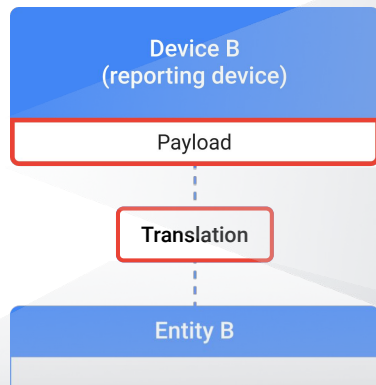 Device B
(reporting device)
Payload
Translation
Entity B